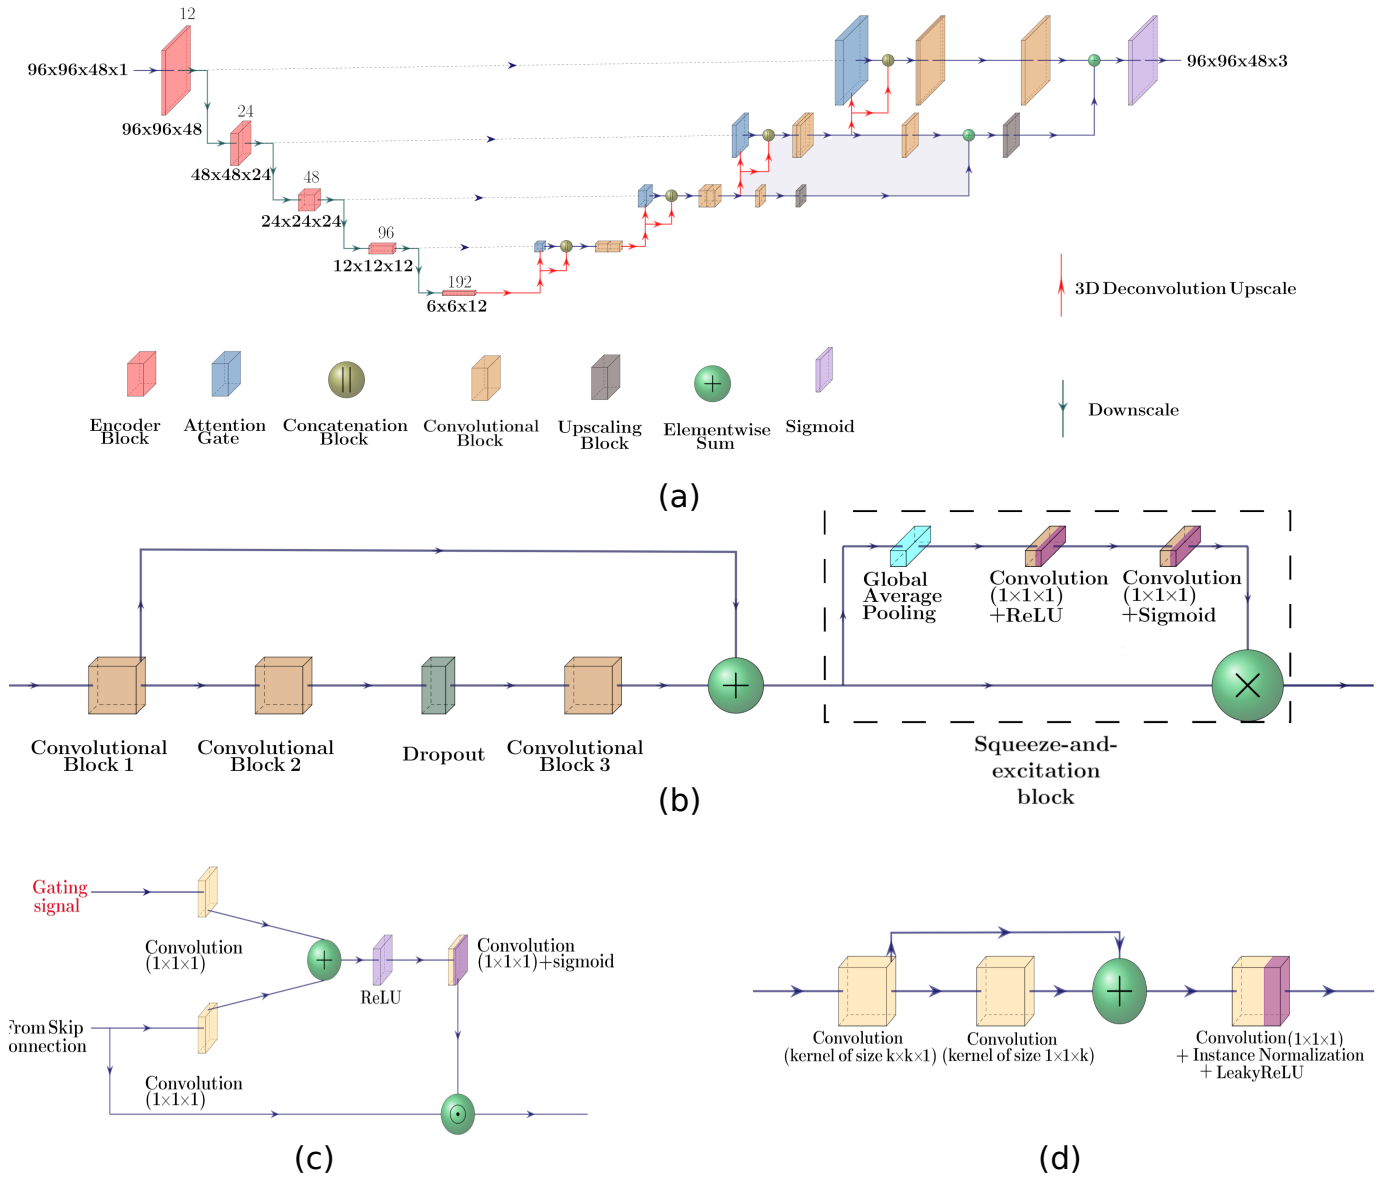 12
96x96x48x1
96x96x48x3
96x96x48
24
48x48x24
48
24x24x24
96
12x12x12
192
6x6x12
3D Deconvolution Upscale
Downscale
Encoder
Block
Attention
Gate
Concatenation
Block
Convolutional
Block
Upscaling
Block
Elementwise
Sum
Sigmoid
(a)
Global
Average
Pooling
Convolution
(1×1×1)
+ReLU
Convolution
(1×1×1)
+Sigmoid
Convolutional
Block 1
Convolutional
Block 2
Dropout
Convolutional
Block 3
Squeeze-and-
excitation
block
(b)
Gating
signal
Convolution
(1×1×1)
ReLU
Convolution
(1×1×1)+sigmoid
From Skip
onnection
Convolution
(1×1×1)
(c)
Convolution
(kernel of size k×k×1)
Convolution
(kernel of size 1×1×k)
Convolution (1×1×1)
+ Instance Normalization
+ LeakyReLU
(d)